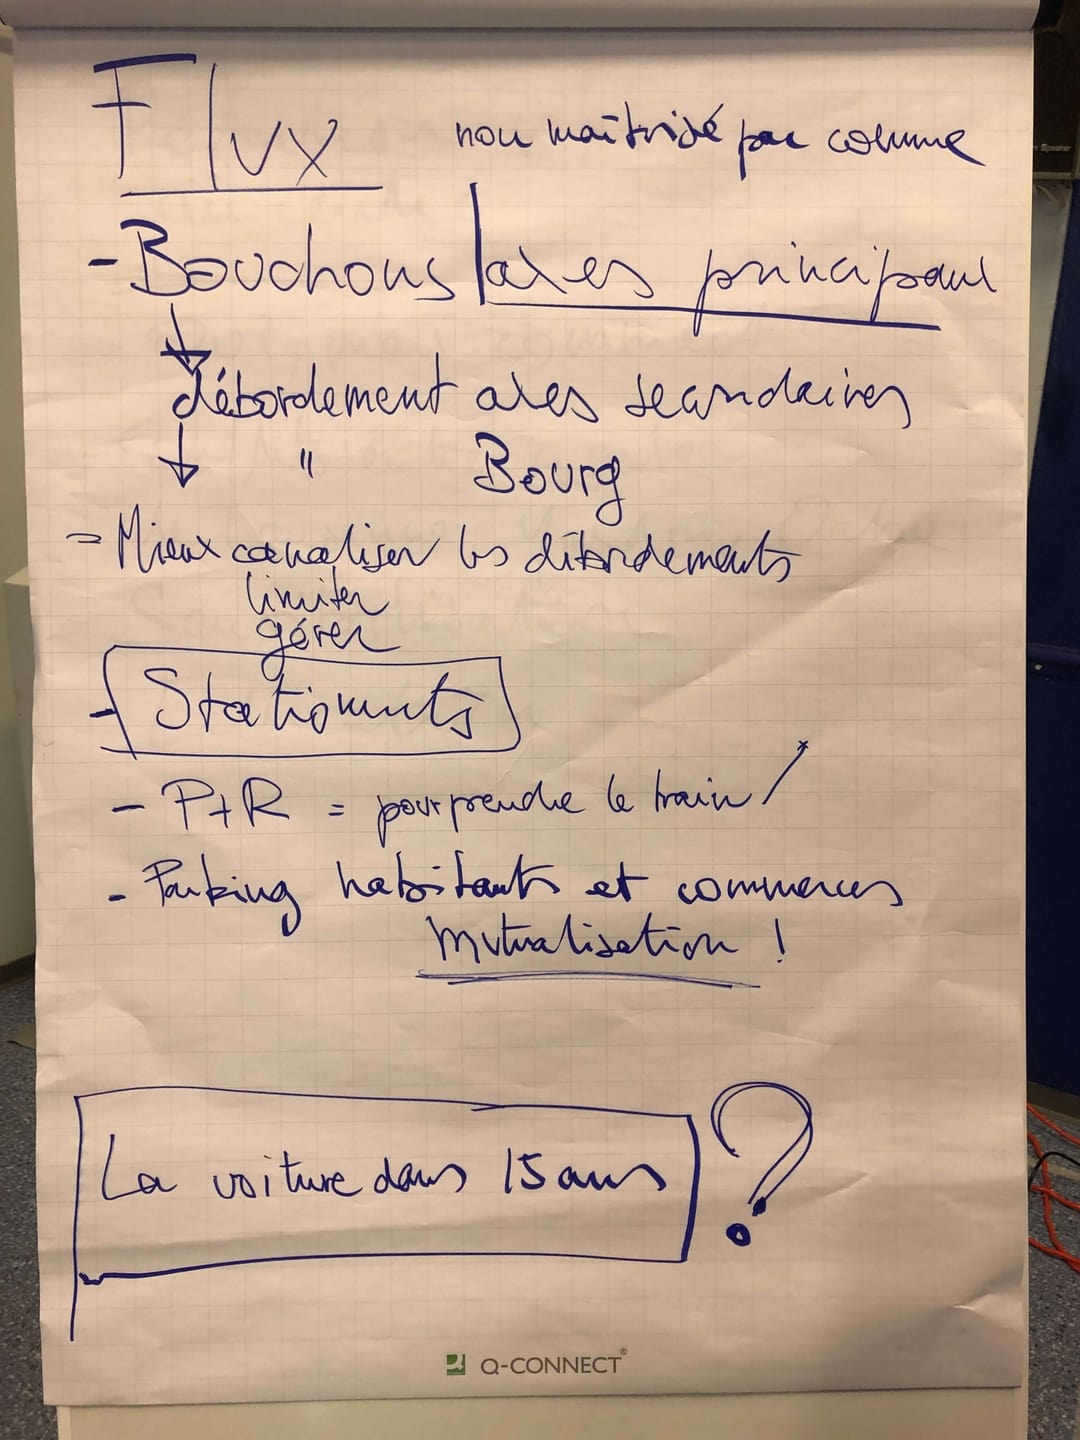 Flux non maîtrisé par commune
- Bouchons axes principaux
débordement axes secondaires
" Bourg
= Mieux canaliser les débordements
limiter
gérer
- Stationmts
- P+R = pour prendre le train
- Parking habitants et commerces
mutualisation !
La voiture dans 15 ans ?
Q-CONNECT®